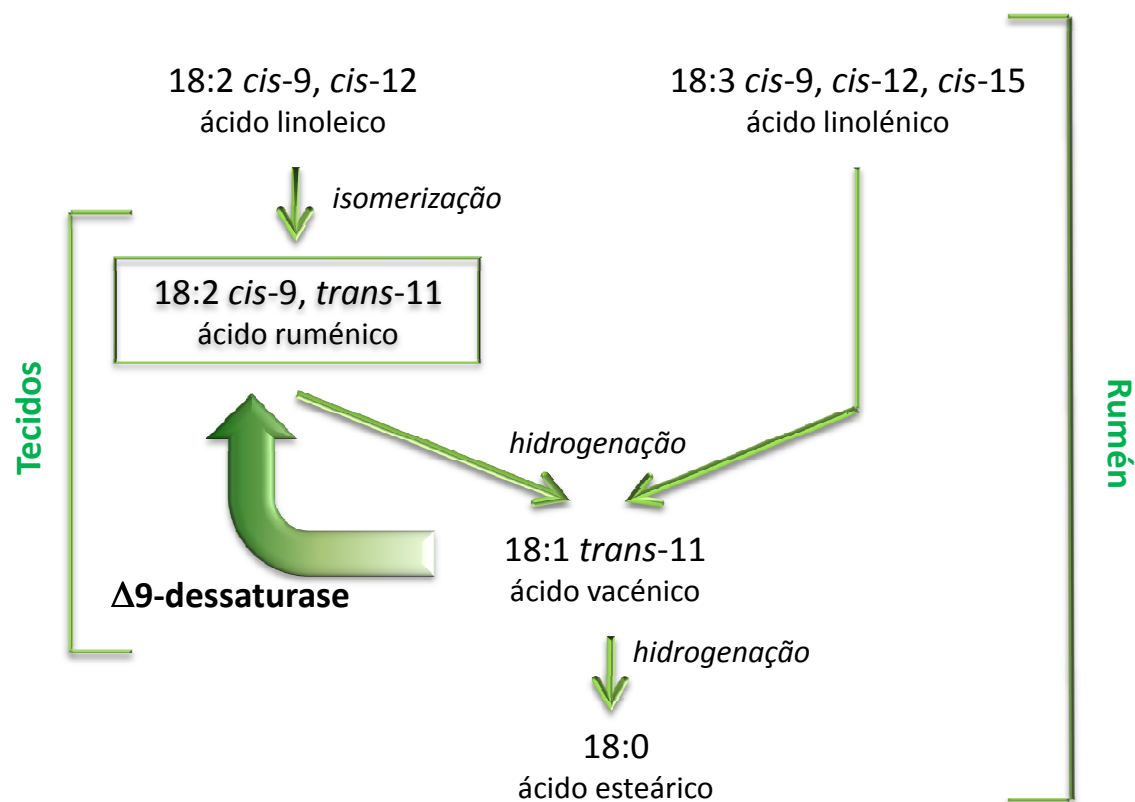 18:2 cis-9, cis-12
ácido linoleico
18:3 cis-9, cis-12, cis-15
ácido linolénico
isomerização
18:2 cis-9, trans-11
ácido ruménico
Tecidos
Rumén
hidrogenação
18:1 trans-11
ácido vacénico
Δ9-dessaturase
hidrogenação
18:0
ácido esteárico